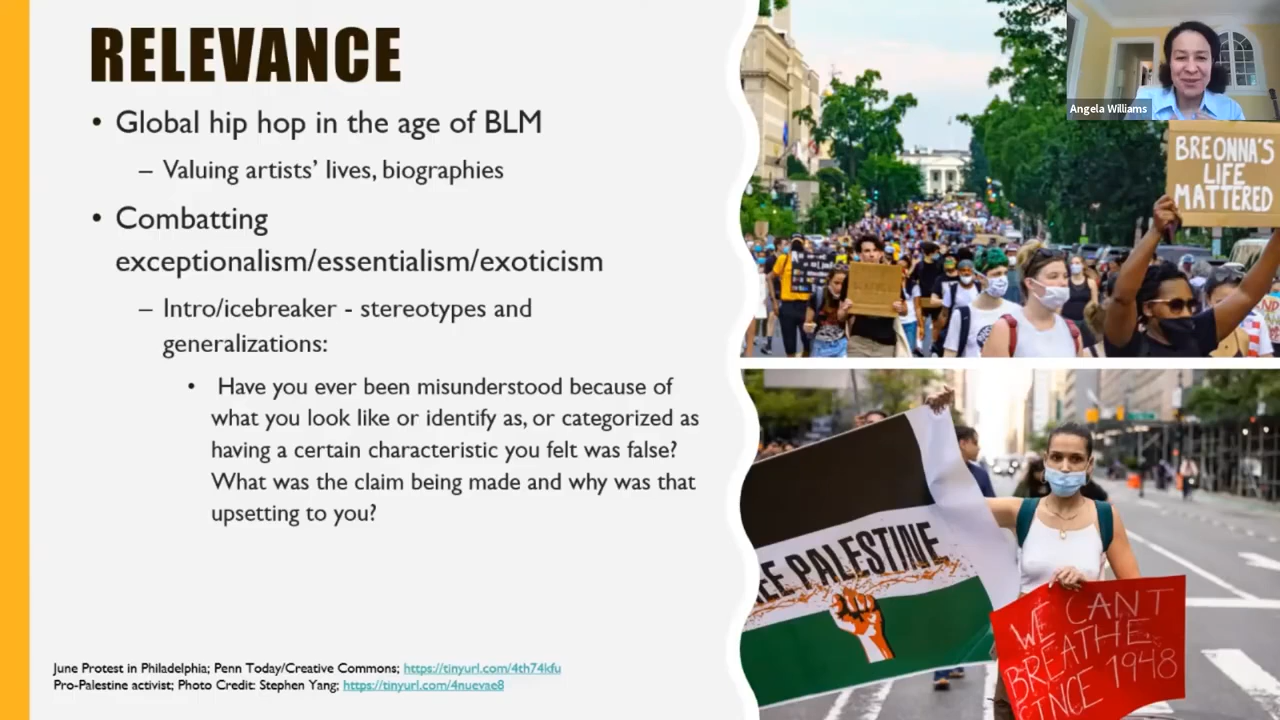 RELEVANCE
• Global hip hop in the age of BLM
– Valuing artists' lives, biographies
• Combatting
exceptionalism/essentialism/exoticism
– Intro/icebreaker - stereotypes and
generalizations:
• Have you ever been misunderstood because of
what you look like or identify as, or categorized as
having a certain characteristic you felt was false?
What was the claim being made and why was that
upsetting to you?
June Protest in Philadelphia; Penn Today/Creative Commons; https://tinyurl.com/4th74kfu
Pro-Palestine activist; Photo Credit: Stephen Yang; https://tinyurl.com/4nuevae8
Angela Williams
BREONNA'S
LIFE
MATTERED
EE PALESTINE
WE CANT
BREATHE
SINCE 1948